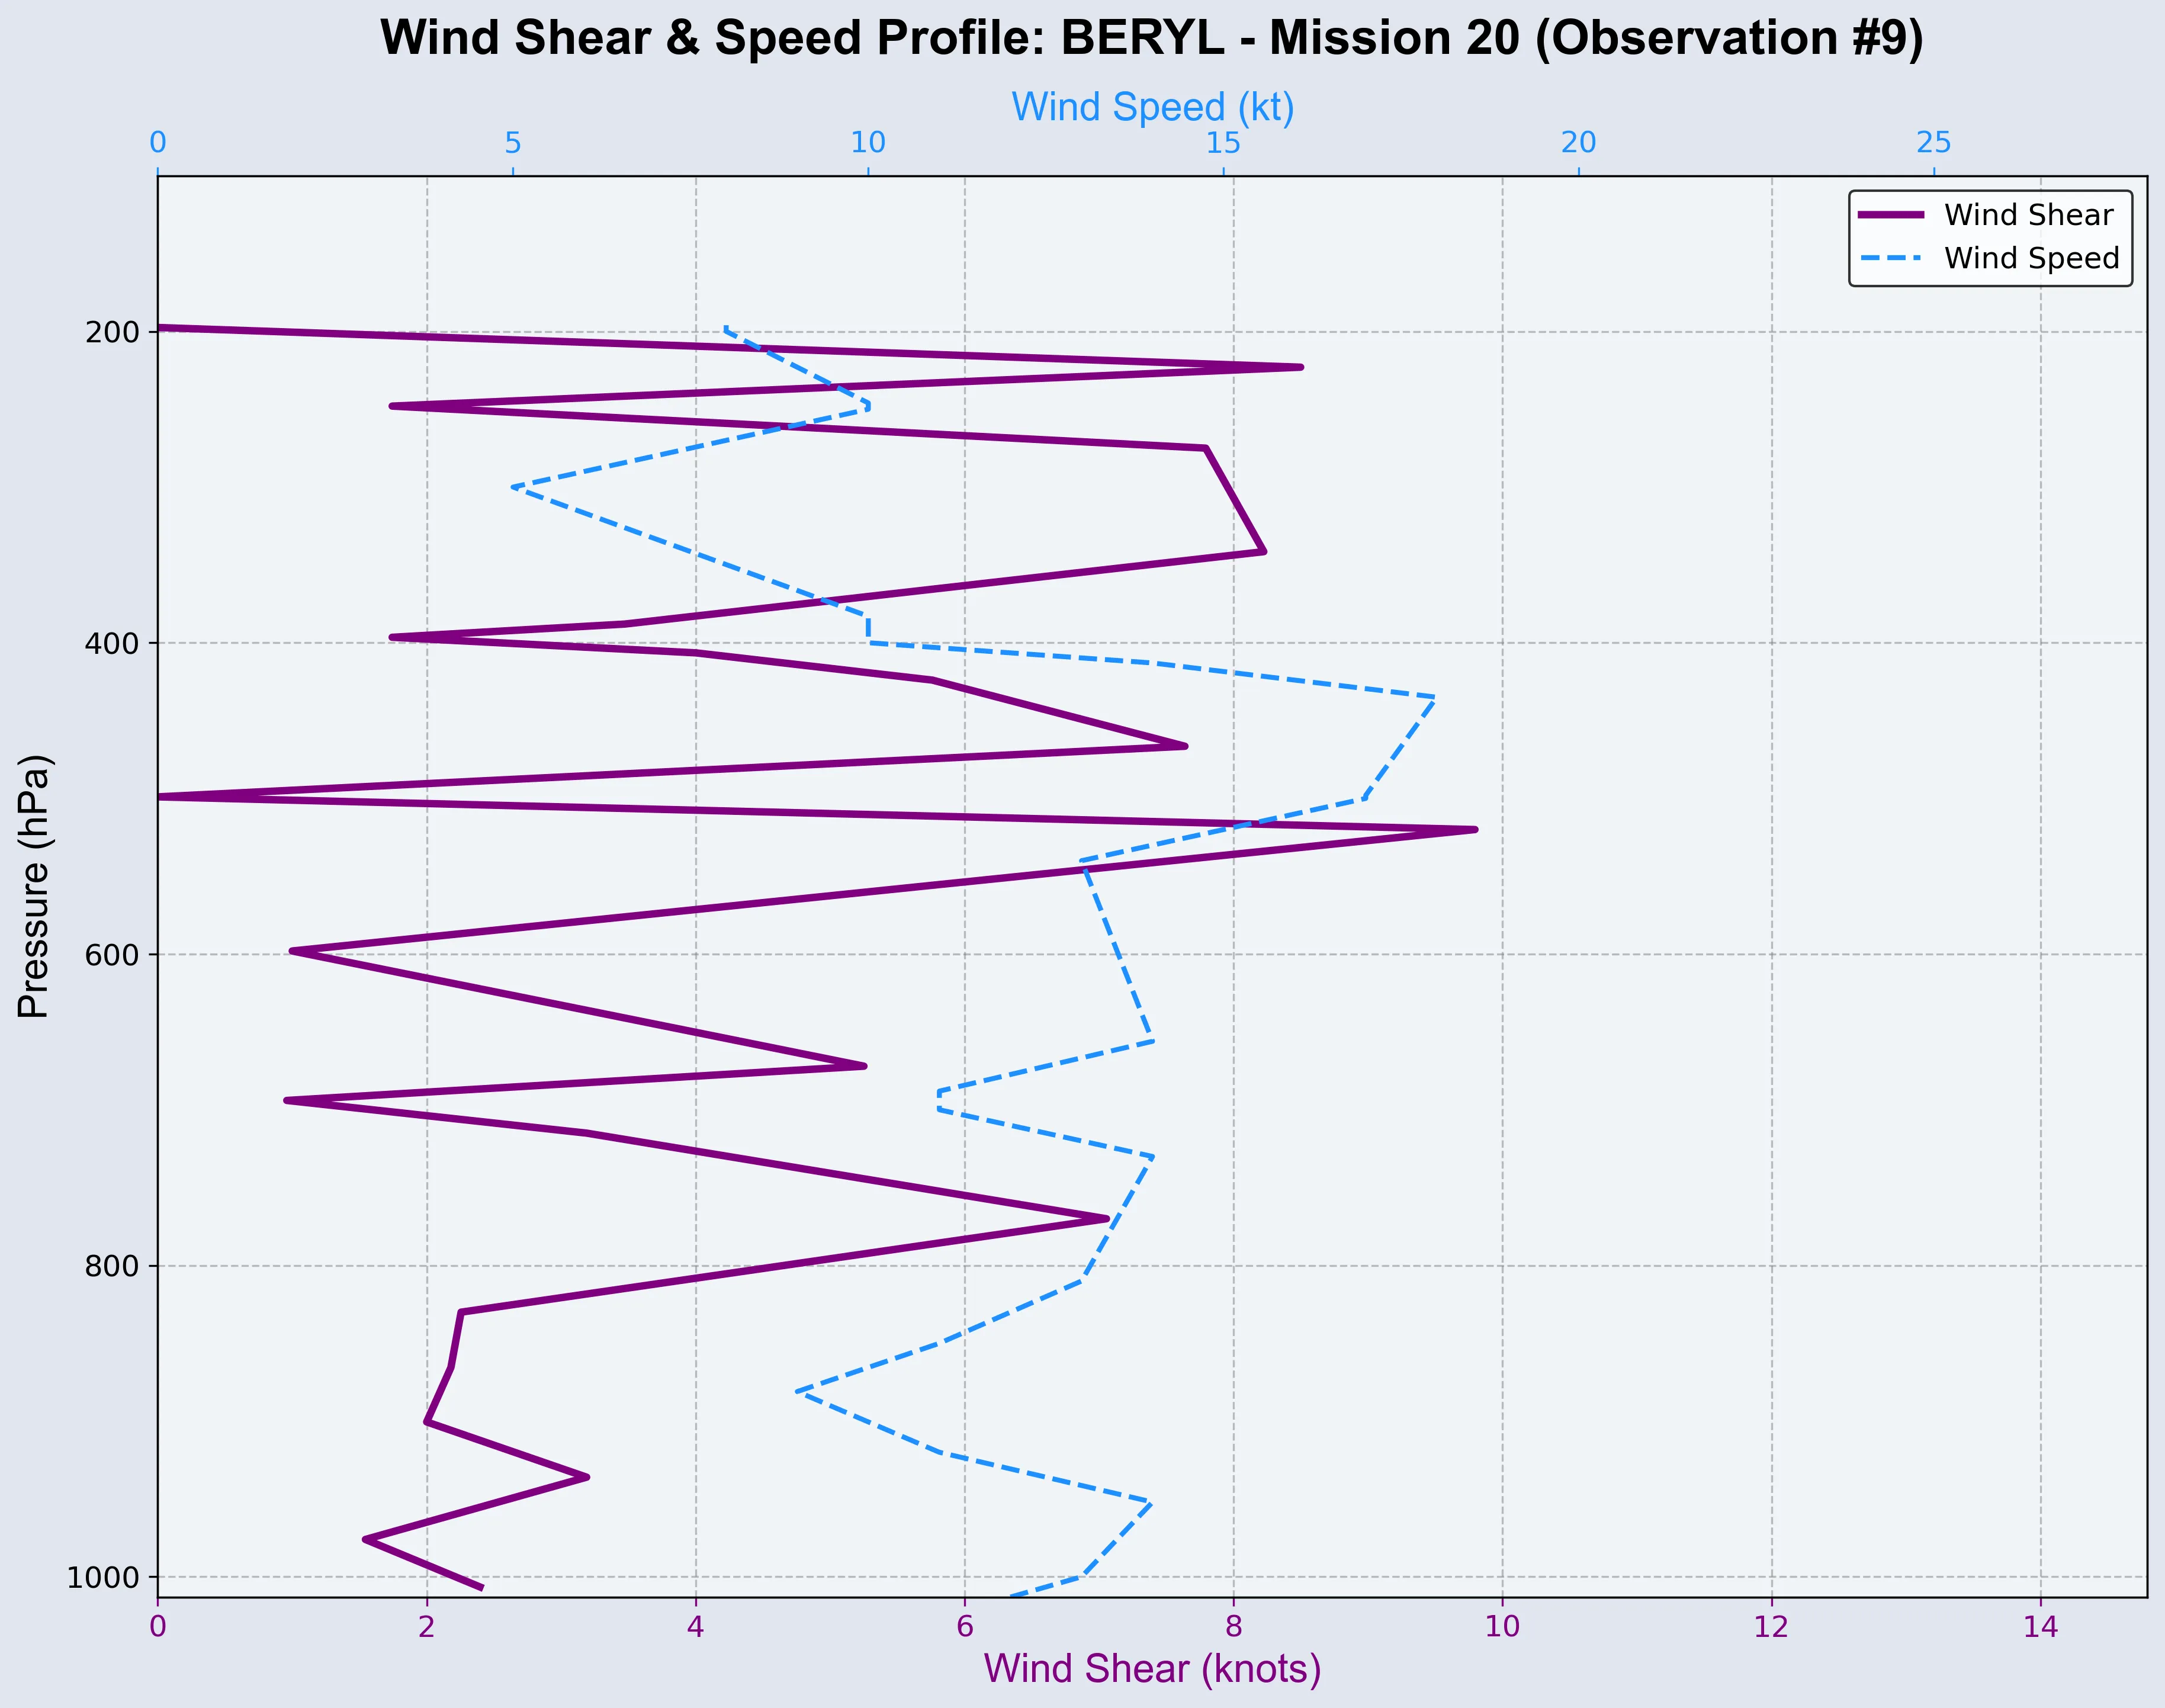 Wind Shear & Speed Profile: BERYL - Mission 20 (Observation #9)
Wind Speed (kt)
0 5 10 15 20 25
Wind Shear
Wind Speed
200
400
600
800
1000
Pressure (hPa)
0 2 4 6 8 10 12 14
Wind Shear (knots)